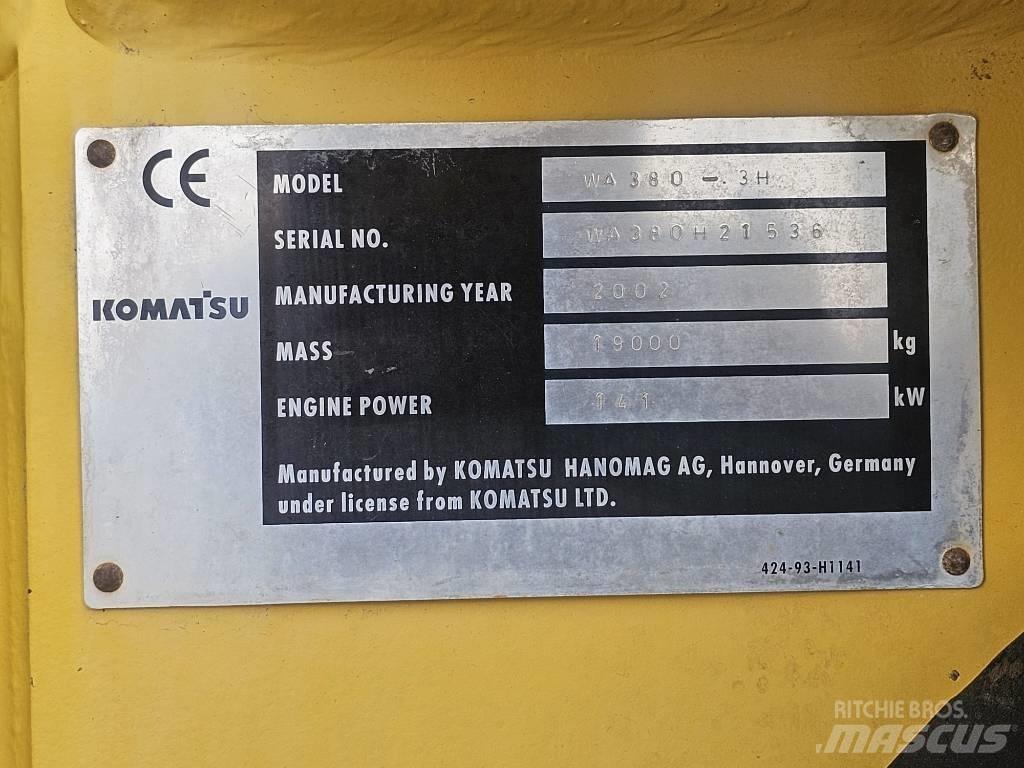 CE
KOMATSU
MODEL WA380-3H
SERIAL NO. WA380H21536
MANUFACTURING YEAR 2002
MASS 19000 kg
ENGINE POWER 141 kW
Manufactured by KOMATSU HANOMAG AG, Hannover, Germany
under license from KOMATSU LTD.
424-93-H1141
RITCHIE BROS.
MASCUS